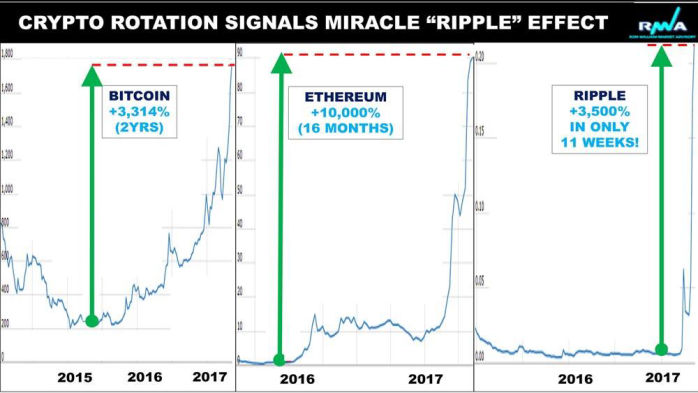 CRYPTO ROTATION SIGNALS MIRACLE “RIPPLE” EFFECT
RWA
RON WILLIAM MARKET ADVISORY
1,800
1,600
1,400
1,200
1,000
800
600
400
200
0
BITCOIN
+3,314%
(2YRS)
2015 2016 2017
90
80
70
60
50
40
30
20
10
0
ETHEREUM
+10,000%
(16 MONTHS)
2016 2017
0.20
0.15
0.10
0.05
0.00
RIPPLE
+3,500%
IN ONLY
11 WEEKS!
2016 2017